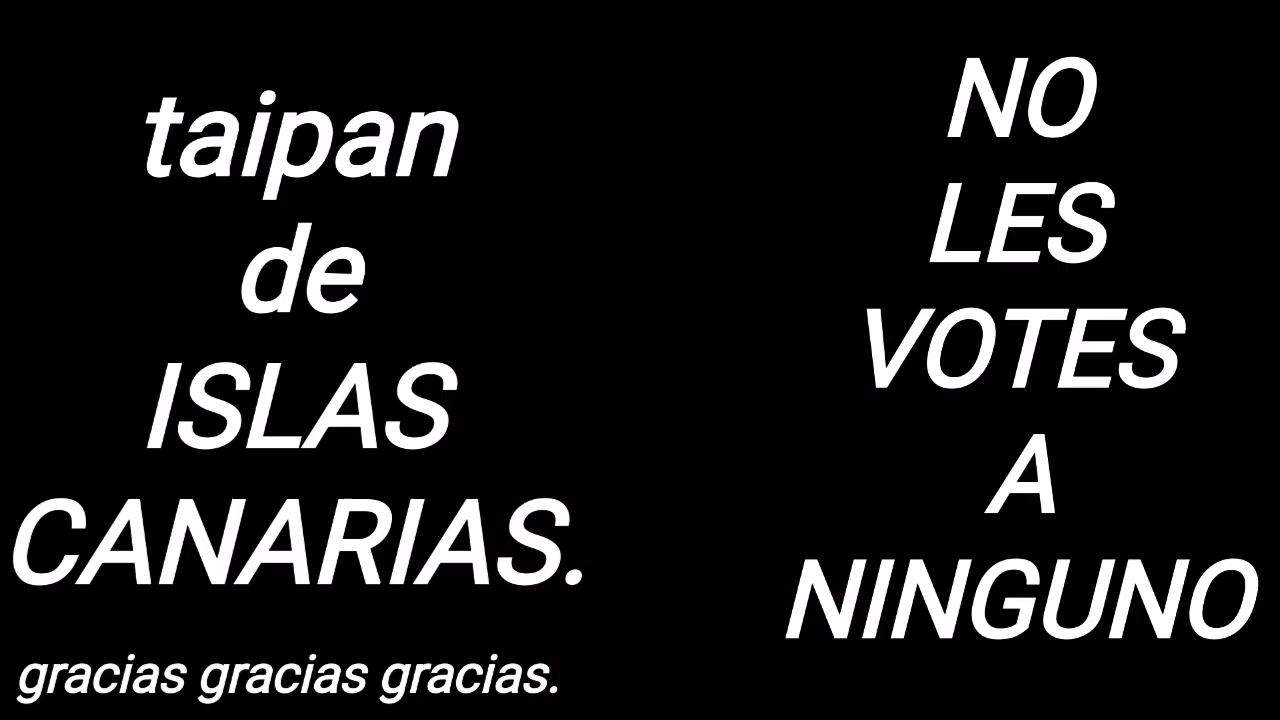 taipan
de
ISLAS
CANARIAS.
gracias gracias gracias.
NO
LES
VOTES
A
NINGUNO